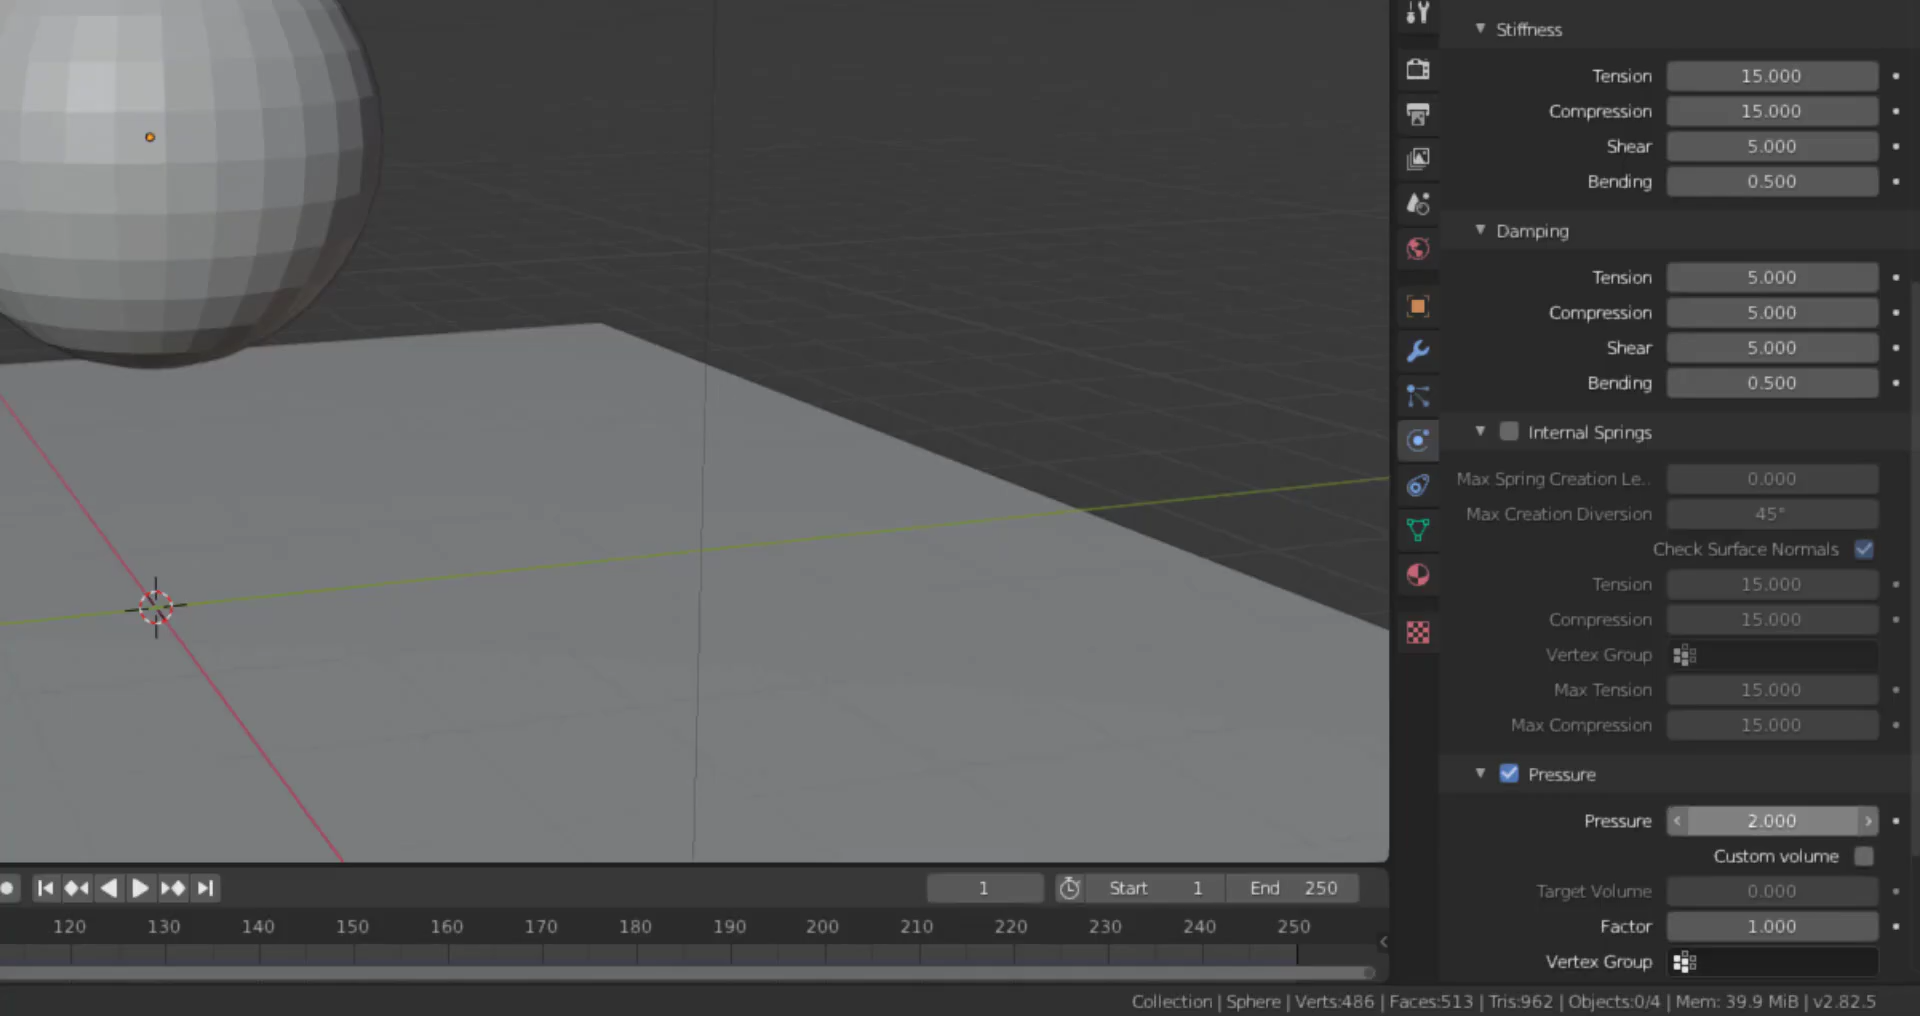 Stiffness
Tension 15.000
Compression 15.000
Shear 5.000
Bending 0.500
Damping
Tension 5.000
Compression 5.000
Shear 5.000
Bending 0.500
Internal Springs
Max Spring Creation Le.. 0.000
Max Creation Diversion 45°
Check Surface Normals
Tension 15.000
Compression 15.000
Vertex Group
Max Tension 15.000
Max Compression 15.000
Pressure
Pressure 2.000
Custom volume
Target Volume 0.000
Factor 1.000
Vertex Group
1 Start 1 End 250
120 130 140 150 160 170 180 190 200 210 220 230 240 250
Collection | Sphere | Verts:486 | Faces:513 | Tris:962 | Objects:0/4 | Mem: 39.9 MiB | v2.82.5